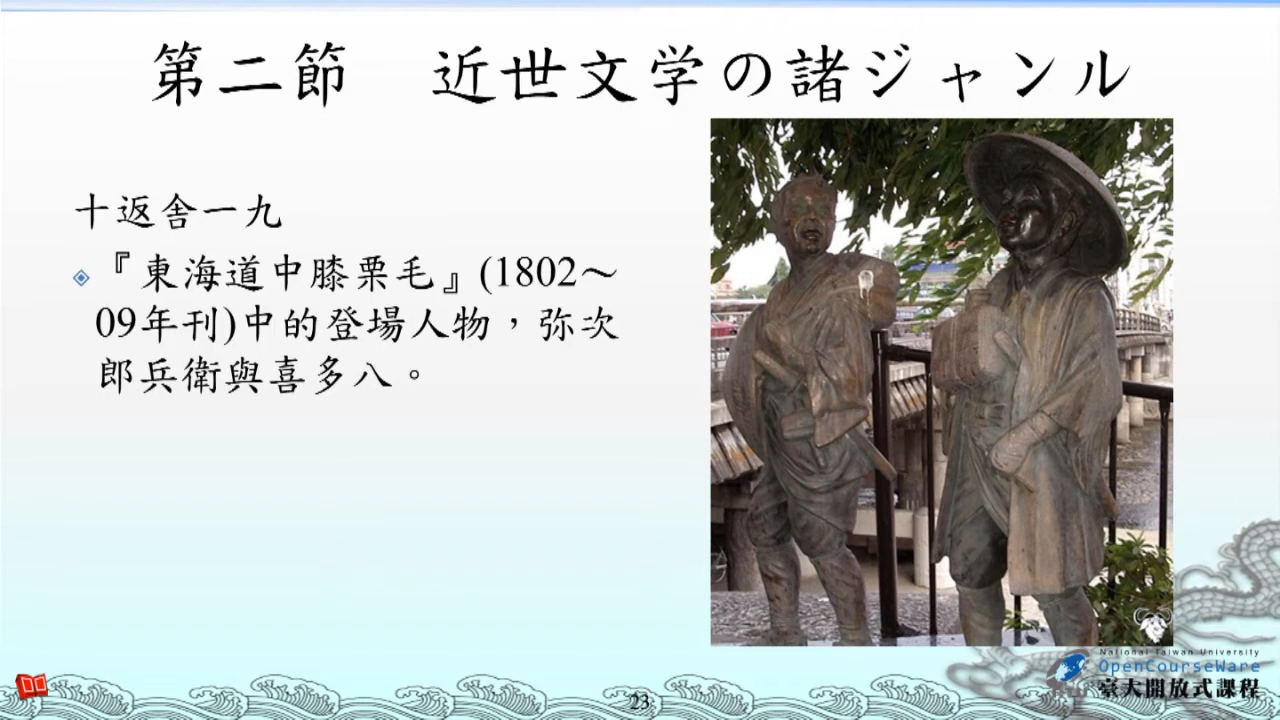 第二節　近世文学の諸ジャンル
十返舎一九
『東海道中膝栗毛』(1802～
09年刊)中的登場人物，弥次
郎兵衛與喜多八。
23
National Taiwan University
OpenCourseWare
臺大開放式課程